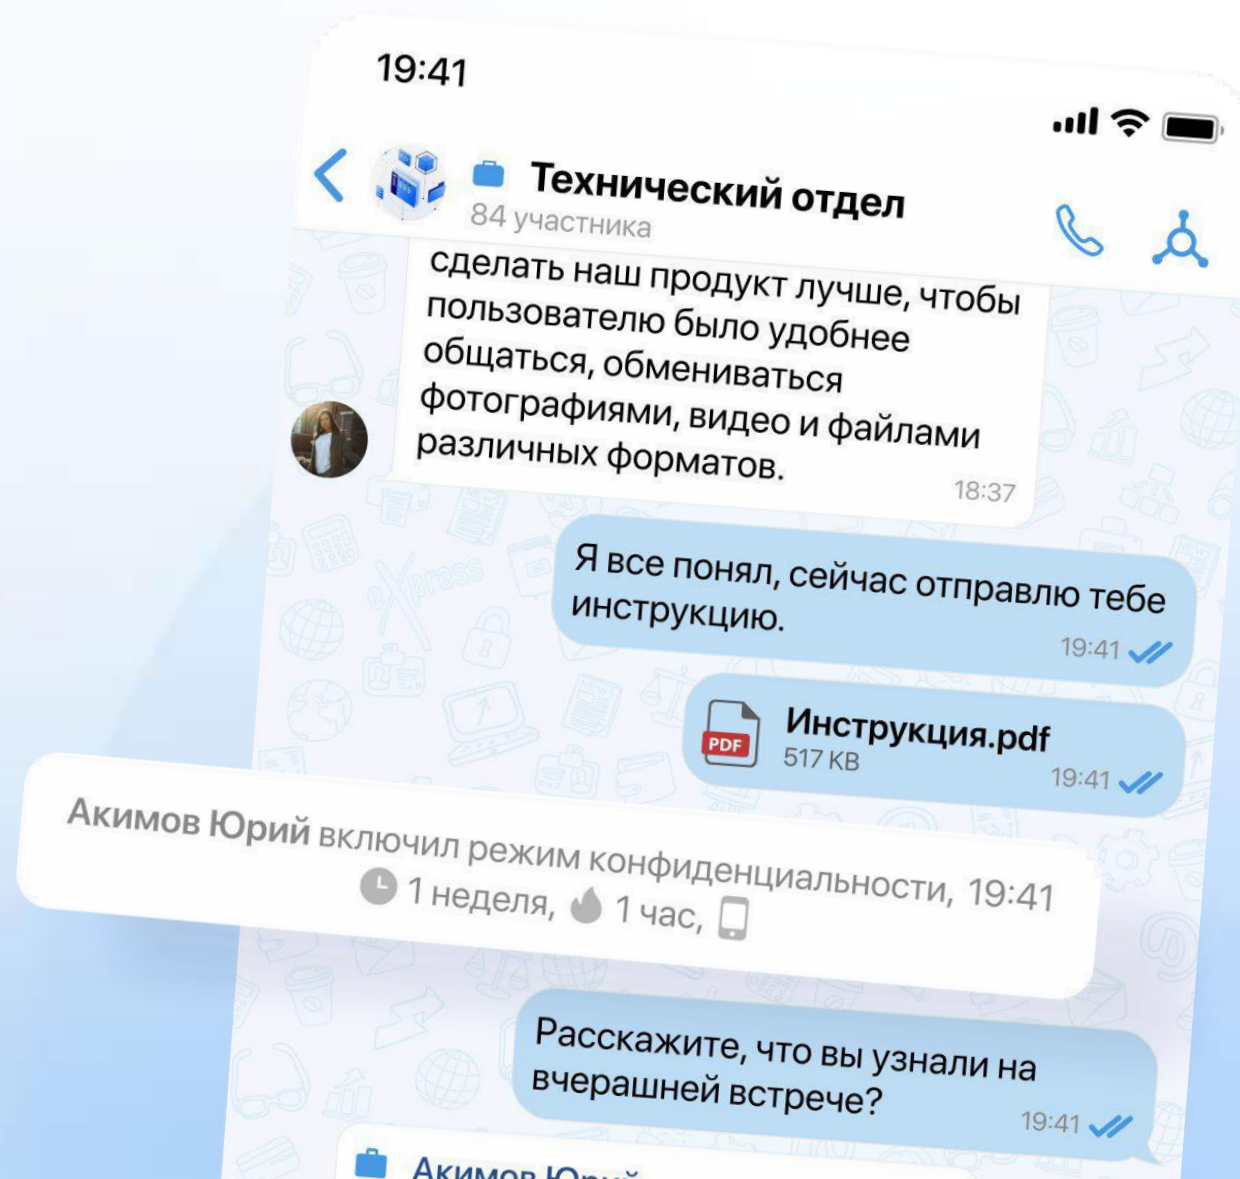 19:41
Технический отдел
84 участника
сделать наш продукт лучше, чтобы
пользователю было удобнее
общаться, обмениваться
фотографиями, видео и файлами
различных форматов.
18:37
Я все понял, сейчас отправлю тебе
инструкцию.
19:41
eXpress
PDF
Инструкция.pdf
517 KB
19:41
Акимов Юрий включил режим конфиденциальности, 19:41
1 неделя, 1 час,
Расскажите, что вы узнали на
вчерашней встрече?
19:41
Акимов Юрий